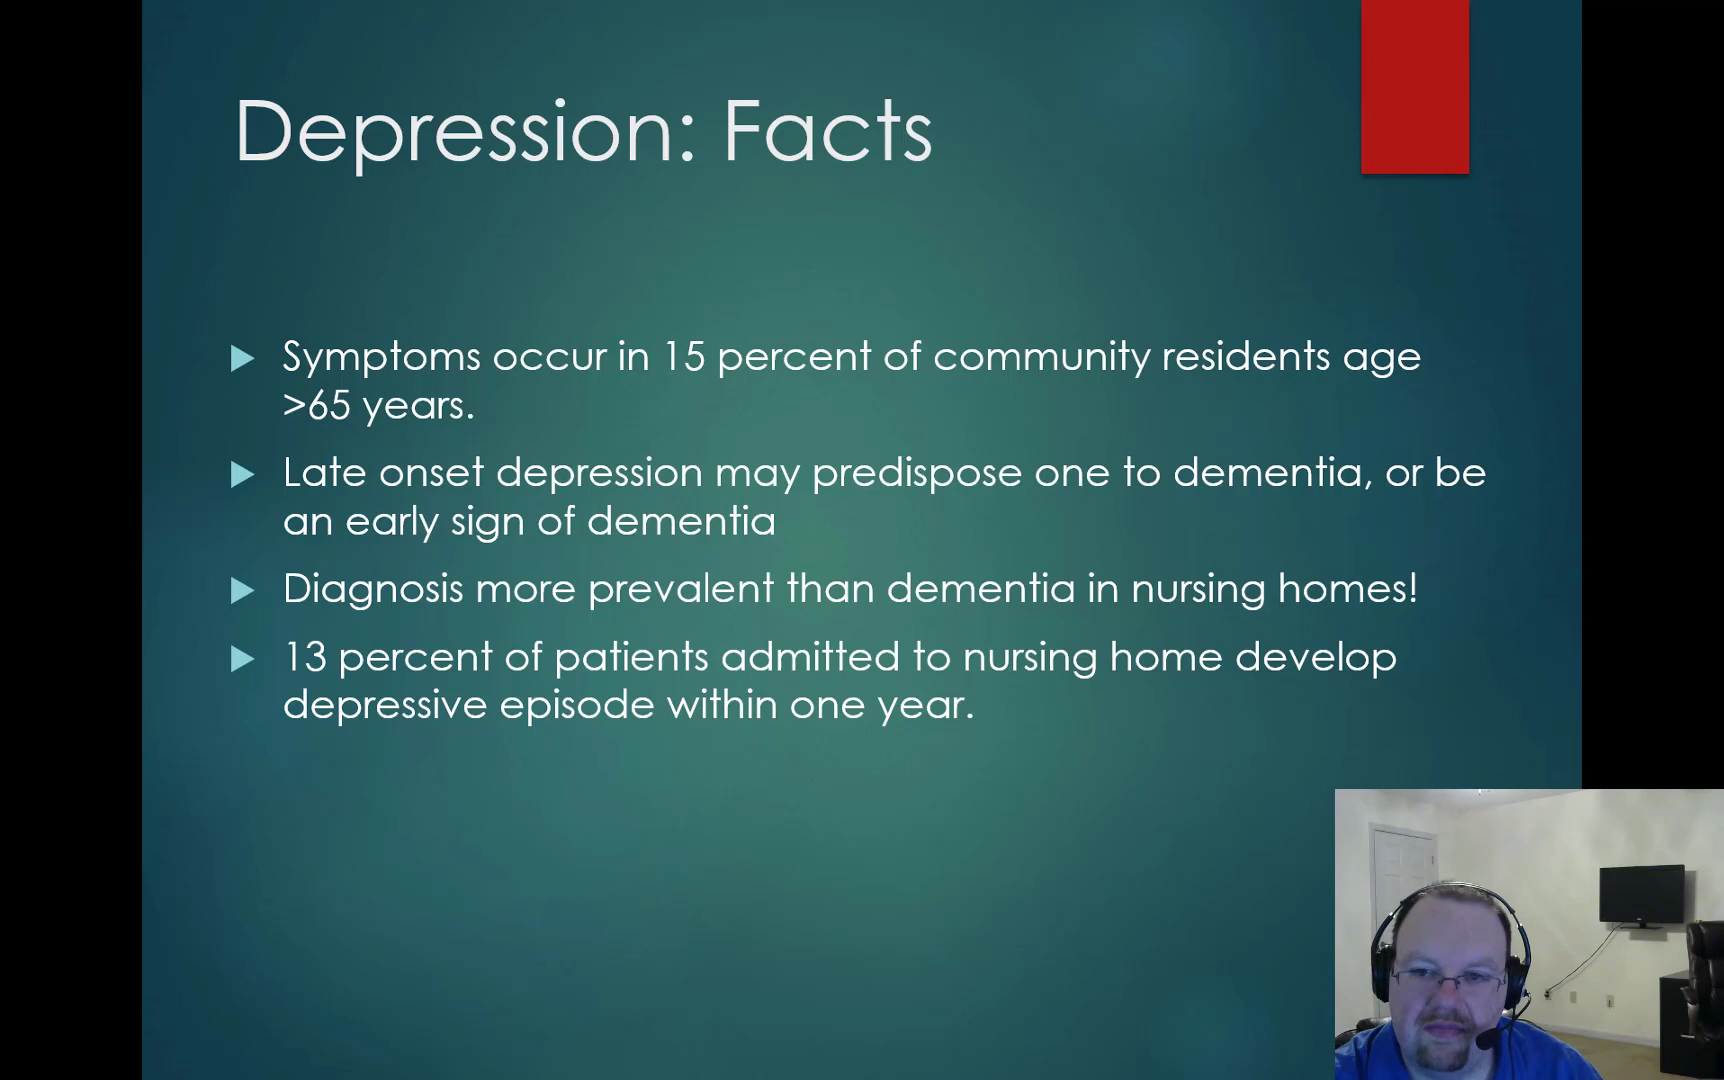 Depression: Facts
Symptoms occur in 15 percent of community residents age
>65 years.
Late onset depression may predispose one to dementia, or be
an early sign of dementia
Diagnosis more prevalent than dementia in nursing homes!
13 percent of patients admitted to nursing home develop
depressive episode within one year.